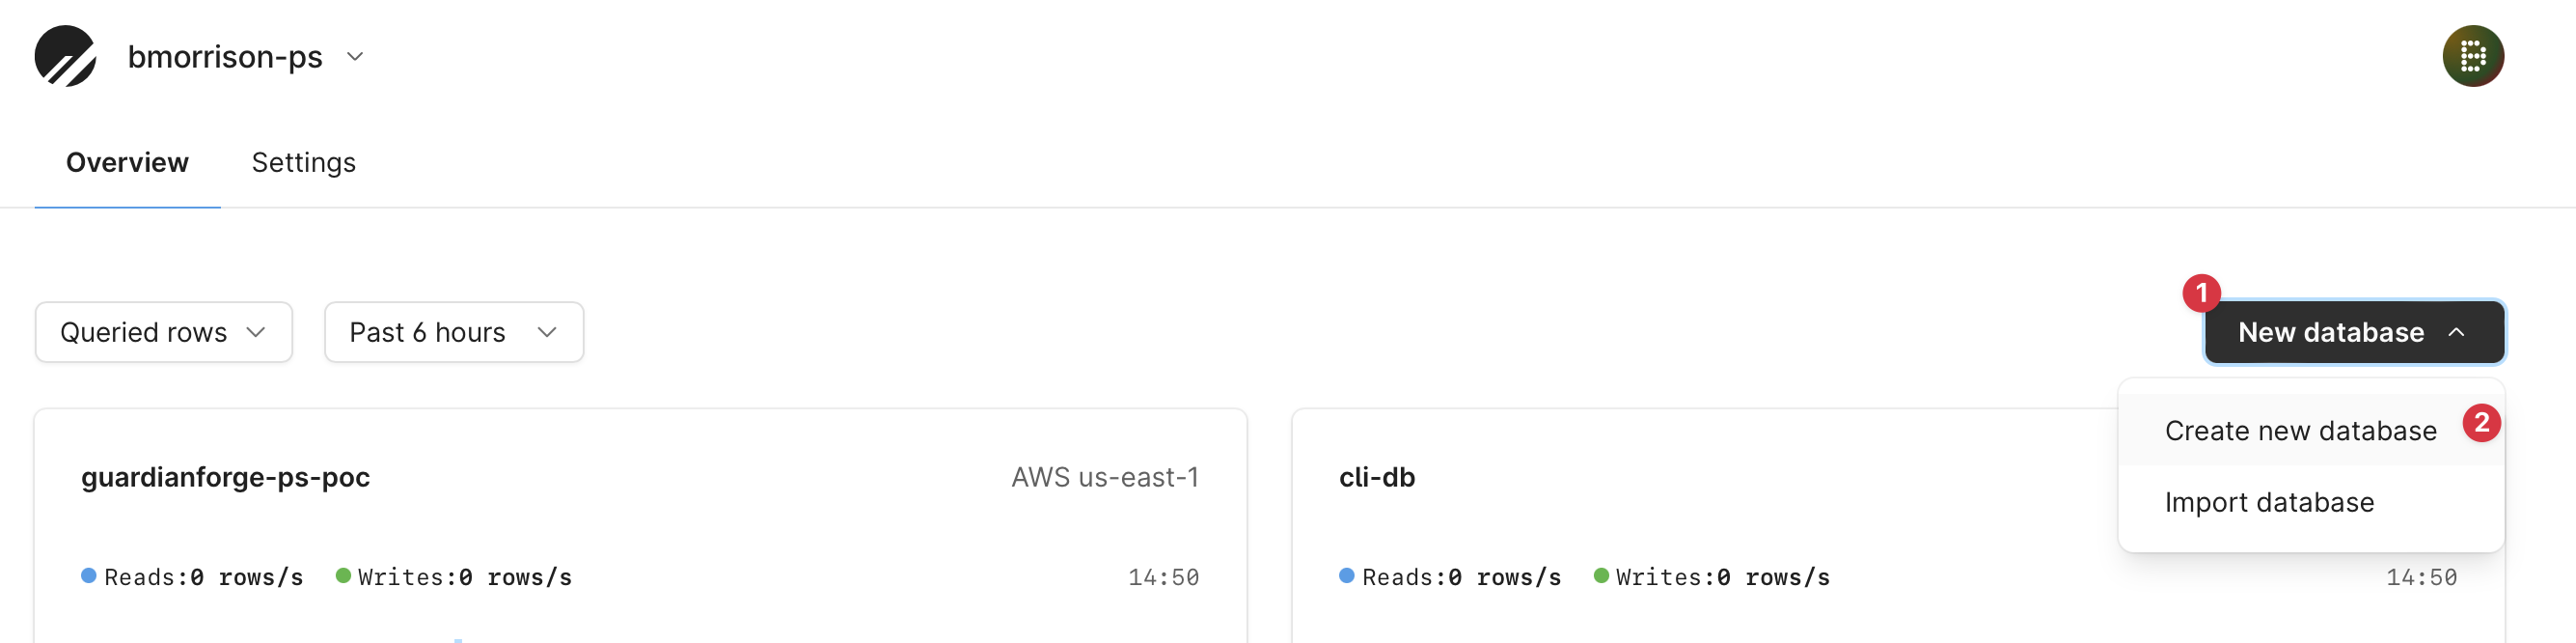 bmorrison-ps
B
Overview Settings
1
Queried rows Past 6 hours New database
Create new database 2
Import database
guardianforge-ps-poc AWS us-east-1 cli-db
Reads:0 rows/s Writes:0 rows/s 14:50 Reads:0 rows/s Writes:0 rows/s 14:50